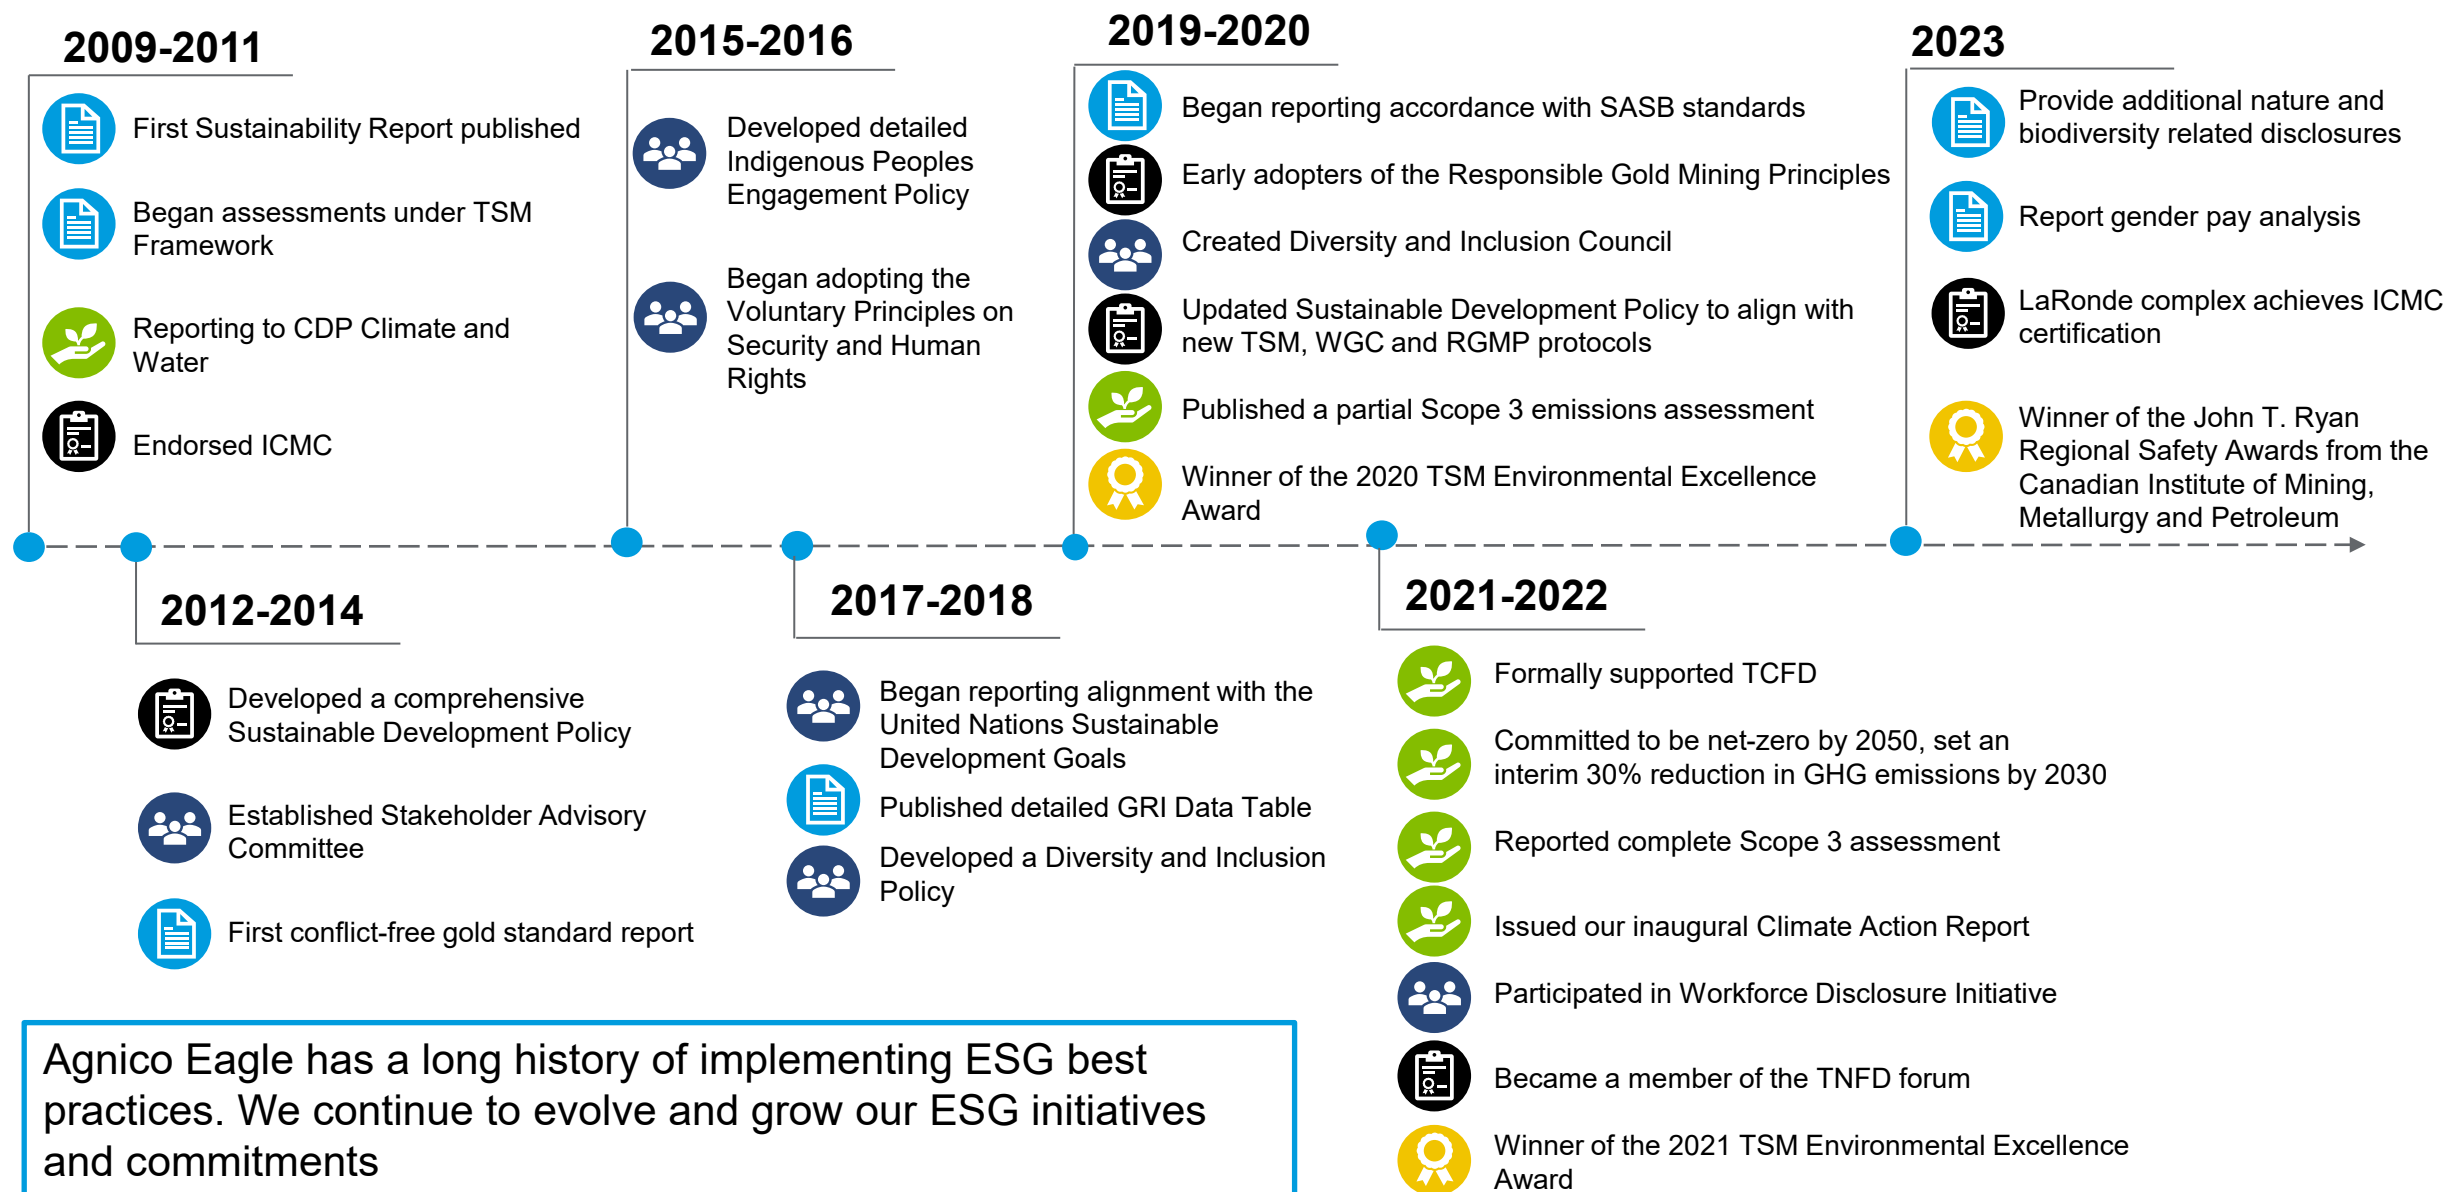 2009-2011
First Sustainability Report published
Began assessments under TSM
Framework
Reporting to CDP Climate and
Water
Endorsed ICMC
2012-2014
Developed a comprehensive
Sustainable Development Policy
Established Stakeholder Advisory
Committee
First conflict-free gold standard report
2015-2016
Developed detailed
Indigenous Peoples
Engagement Policy
Began adopting the
Voluntary Principles on
Security and Human
Rights
2017-2018
Began reporting alignment with the
United Nations Sustainable
Development Goals
Published detailed GRI Data Table
Developed a Diversity and Inclusion
Policy
2019-2020
Began reporting accordance with SASB standards
Early adopters of the Responsible Gold Mining Principles
Created Diversity and Inclusion Council
Updated Sustainable Development Policy to align with
new TSM, WGC and RGMP protocols
Published a partial Scope 3 emissions assessment
Winner of the 2020 TSM Environmental Excellence
Award
2021-2022
Formally supported TCFD
Committed to be net-zero by 2050, set an
interim 30% reduction in GHG emissions by 2030
Reported complete Scope 3 assessment
Issued our inaugural Climate Action Report
Participated in Workforce Disclosure Initiative
Became a member of the TNFD forum
Winner of the 2021 TSM Environmental Excellence
Award
2023
Provide additional nature and
biodiversity related disclosures
Report gender pay analysis
LaRonde complex achieves ICMC
certification
Winner of the John T. Ryan
Regional Safety Awards from the
Canadian Institute of Mining,
Metallurgy and Petroleum
Agnico Eagle has a long history of implementing ESG best
practices. We continue to evolve and grow our ESG initiatives
and commitments